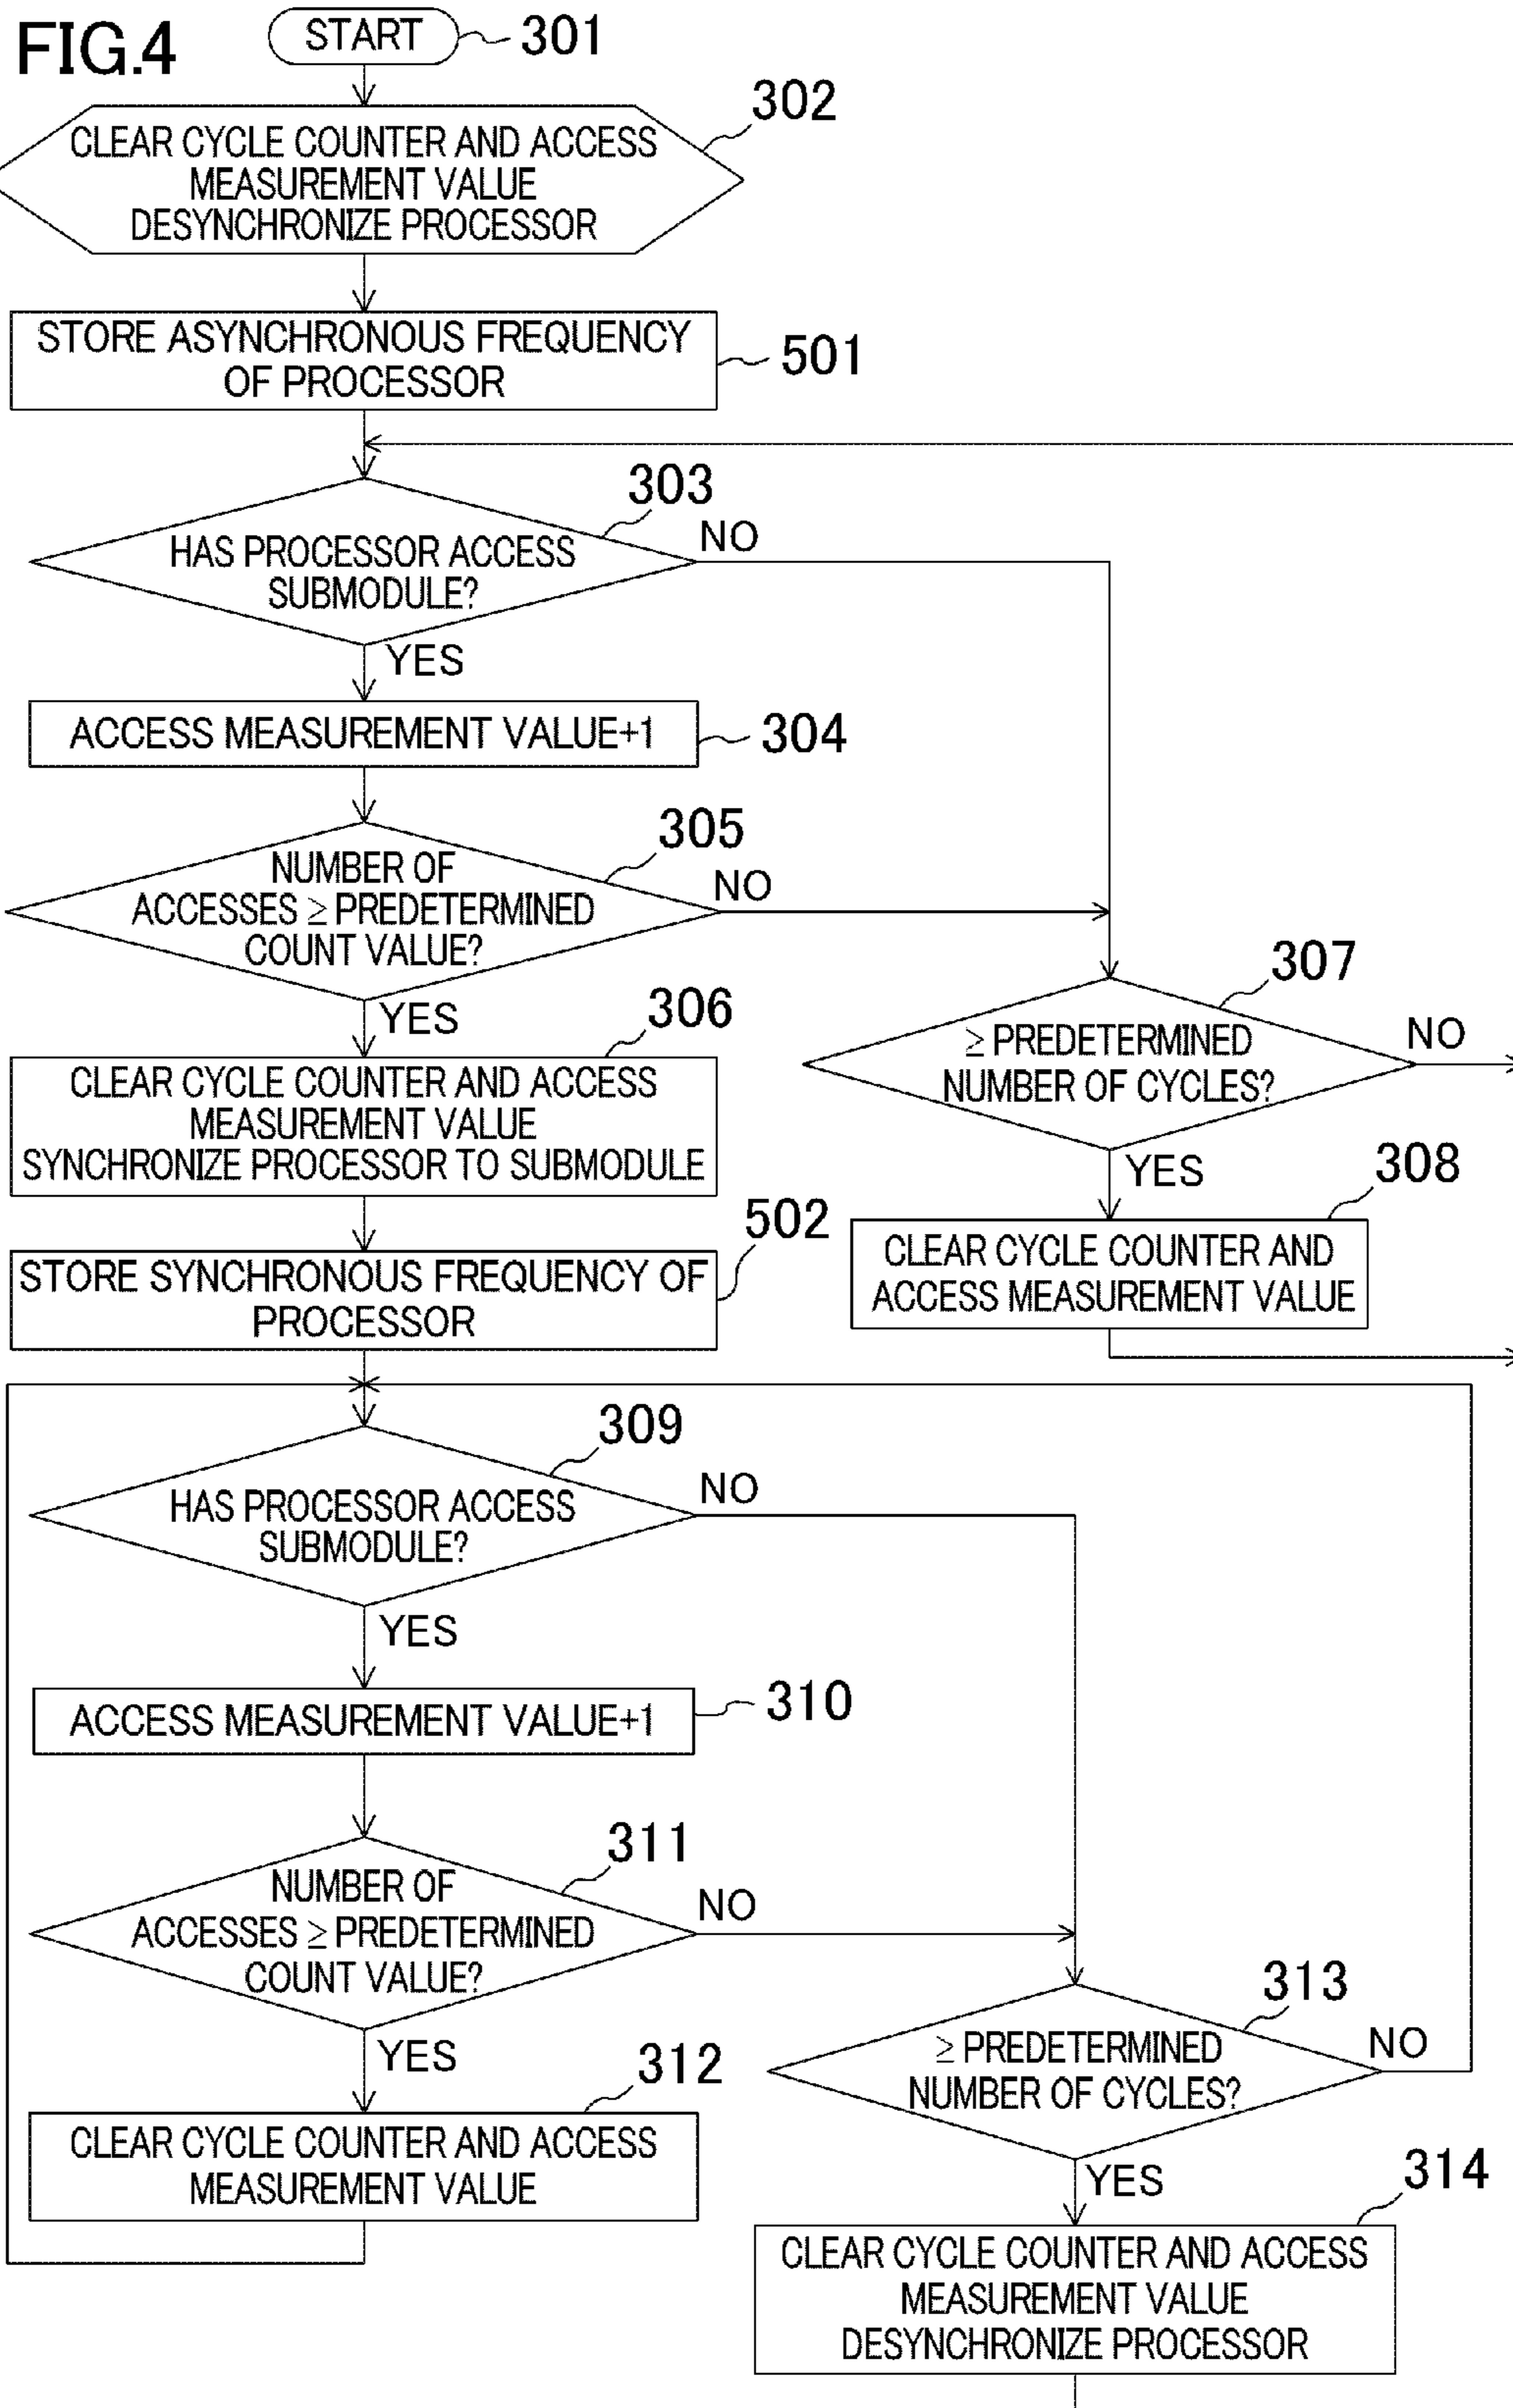 FIG.4
START
301
302
CLEAR CYCLE COUNTER AND ACCESS
MEASUREMENT VALUE
DESYNCHRONIZE PROCESSOR
STORE ASYNCHRONOUS FREQUENCY
OF PROCESSOR
501
303
HAS PROCESSOR ACCESS
SUBMODULE?
NO
YES
ACCESS MEASUREMENT VALUE+1
304
305
NUMBER OF
ACCESSES ≥ PREDETERMINED
COUNT VALUE?
NO
YES
307
≥ PREDETERMINED
NUMBER OF CYCLES?
NO
YES
306
CLEAR CYCLE COUNTER AND ACCESS
MEASUREMENT VALUE
SYNCHRONIZE PROCESSOR TO SUBMODULE
308
CLEAR CYCLE COUNTER AND
ACCESS MEASUREMENT VALUE
502
STORE SYNCHRONOUS FREQUENCY OF
PROCESSOR
309
HAS PROCESSOR ACCESS
SUBMODULE?
NO
YES
ACCESS MEASUREMENT VALUE+1
310
311
NUMBER OF
ACCESSES ≥ PREDETERMINED
COUNT VALUE?
NO
YES
313
≥ PREDETERMINED
NUMBER OF CYCLES?
NO
YES
312
CLEAR CYCLE COUNTER AND ACCESS
MEASUREMENT VALUE
314
CLEAR CYCLE COUNTER AND ACCESS
MEASUREMENT VALUE
DESYNCHRONIZE PROCESSOR